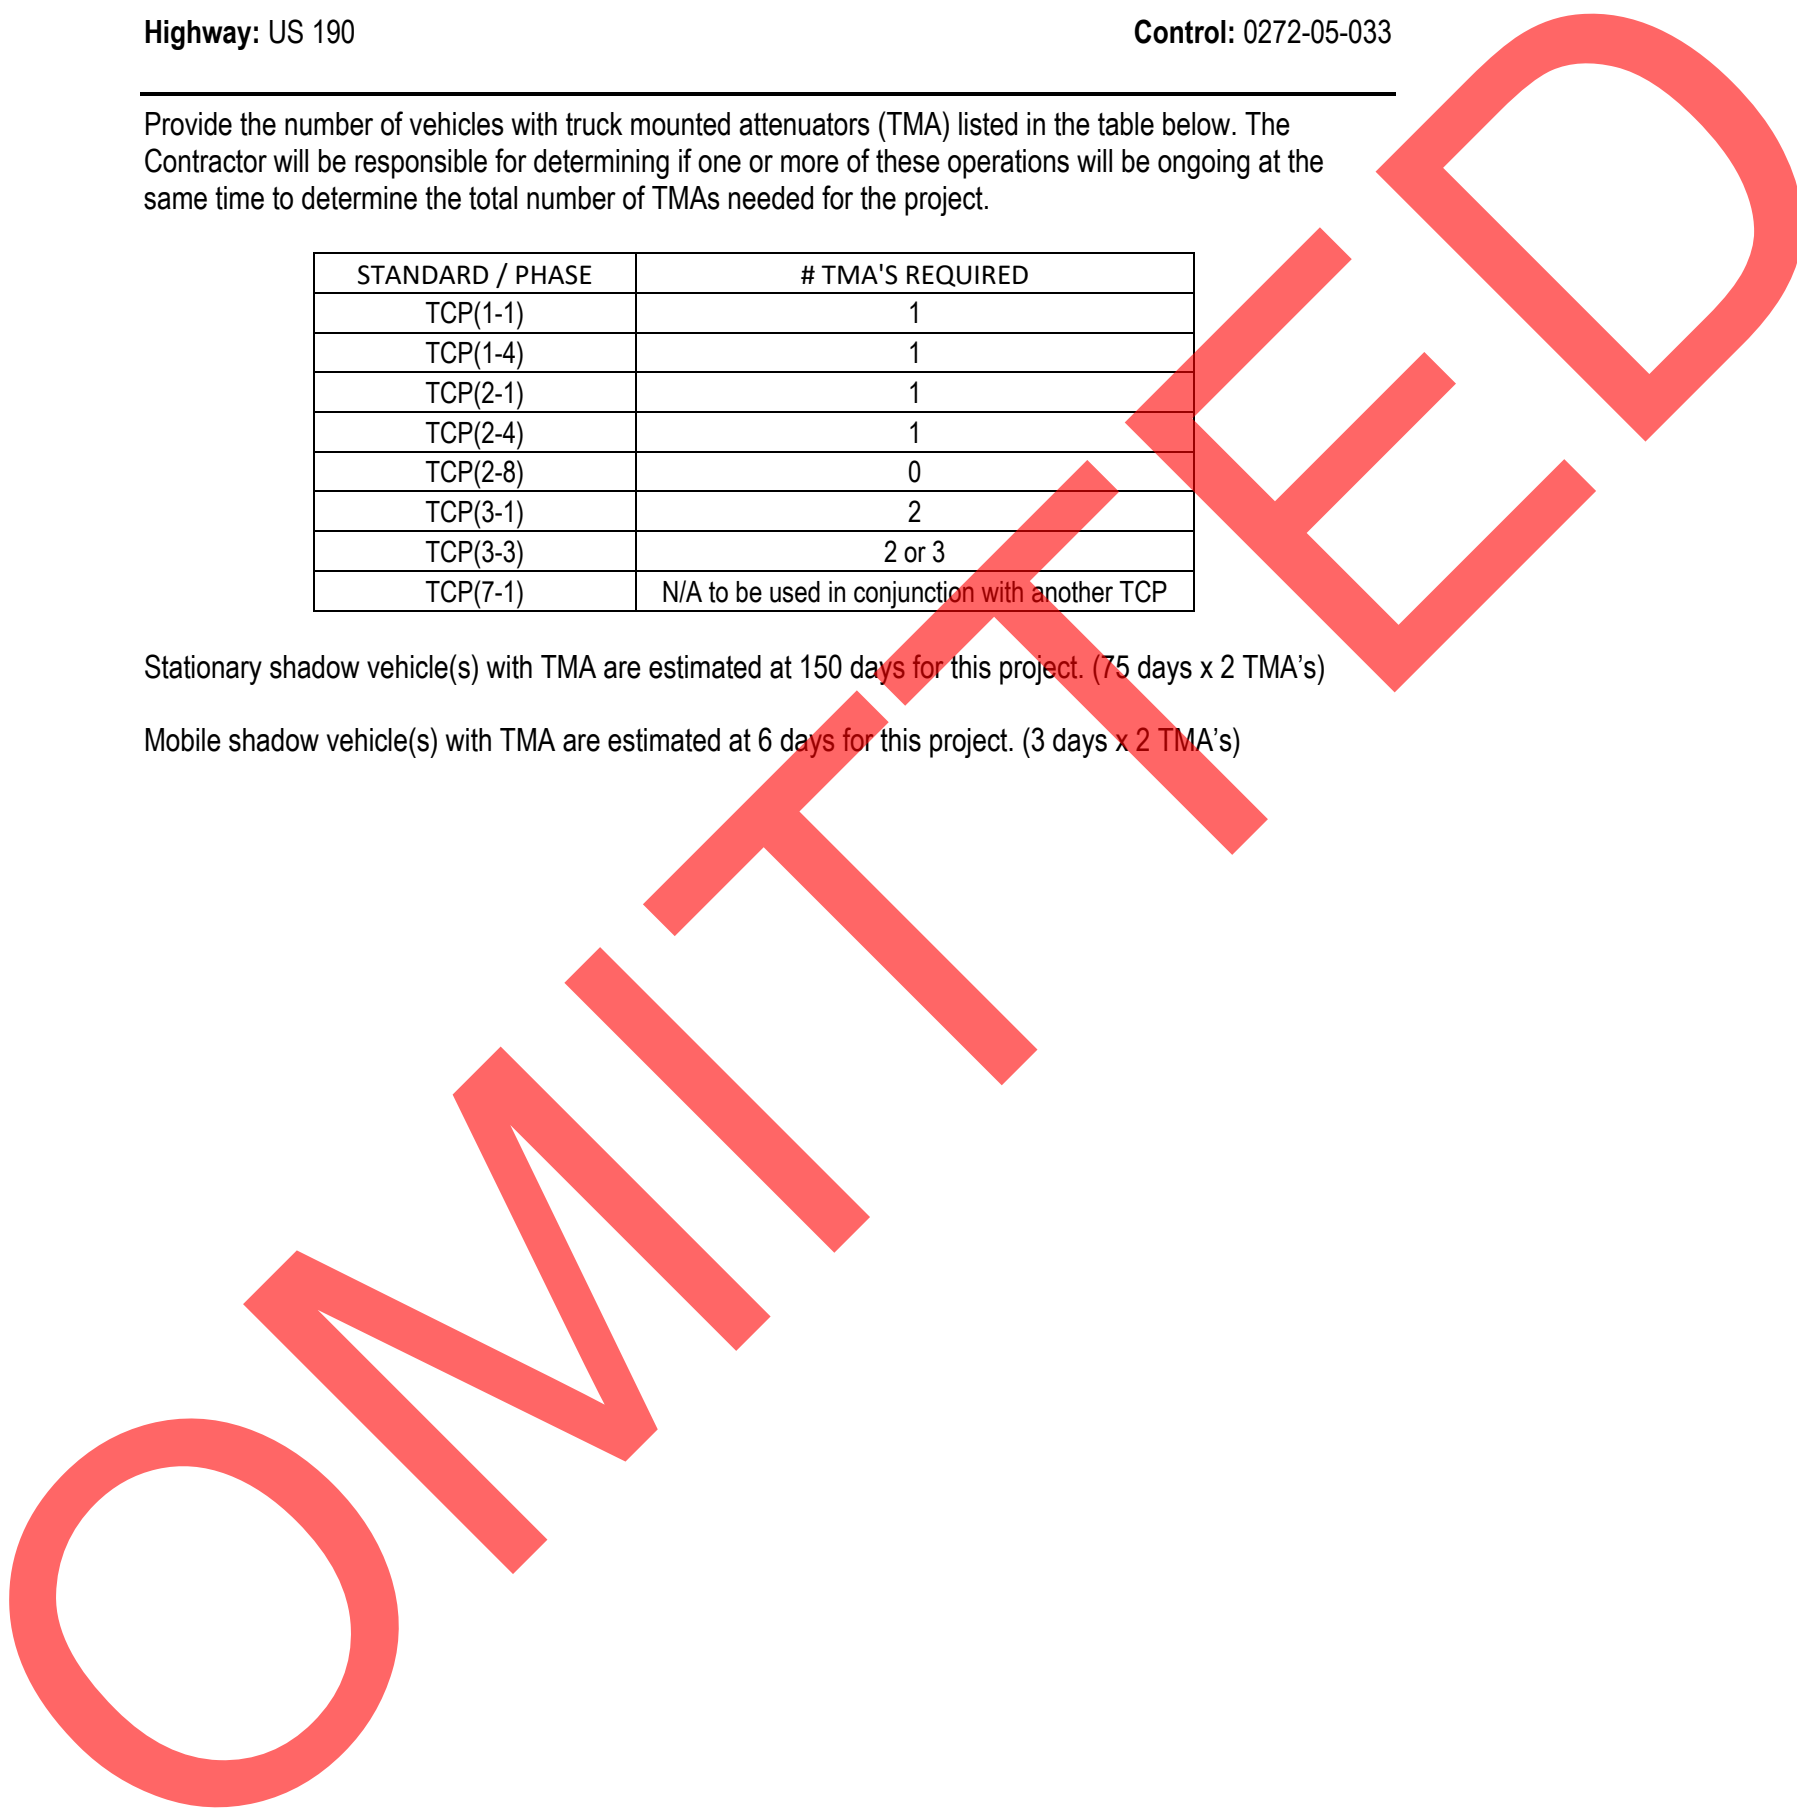 Highway: US 190 Control: 0272-05-033
Provide the number of vehicles with truck mounted attenuators (TMA) listed in the table below. The
Contractor will be responsible for determining if one or more of these operations will be ongoing at the
same time to determine the total number of TMAs needed for the project.
STANDARD / PHASE # TMA'S REQUIRED
TCP(1-1) 1
TCP(1-4) 1
TCP(2-1) 1
TCP(2-4) 1
TCP(2-8) 0
TCP(3-1) 2
TCP(3-3) 2 or 3
TCP(7-1) N/A to be used in conjunction with another TCP
Stationary shadow vehicle(s) with TMA are estimated at 150 days for this project. (75 days x 2 TMA’s)
Mobile shadow vehicle(s) with TMA are estimated at 6 days for this project. (3 days x 2 TMA’s)
OMITTED